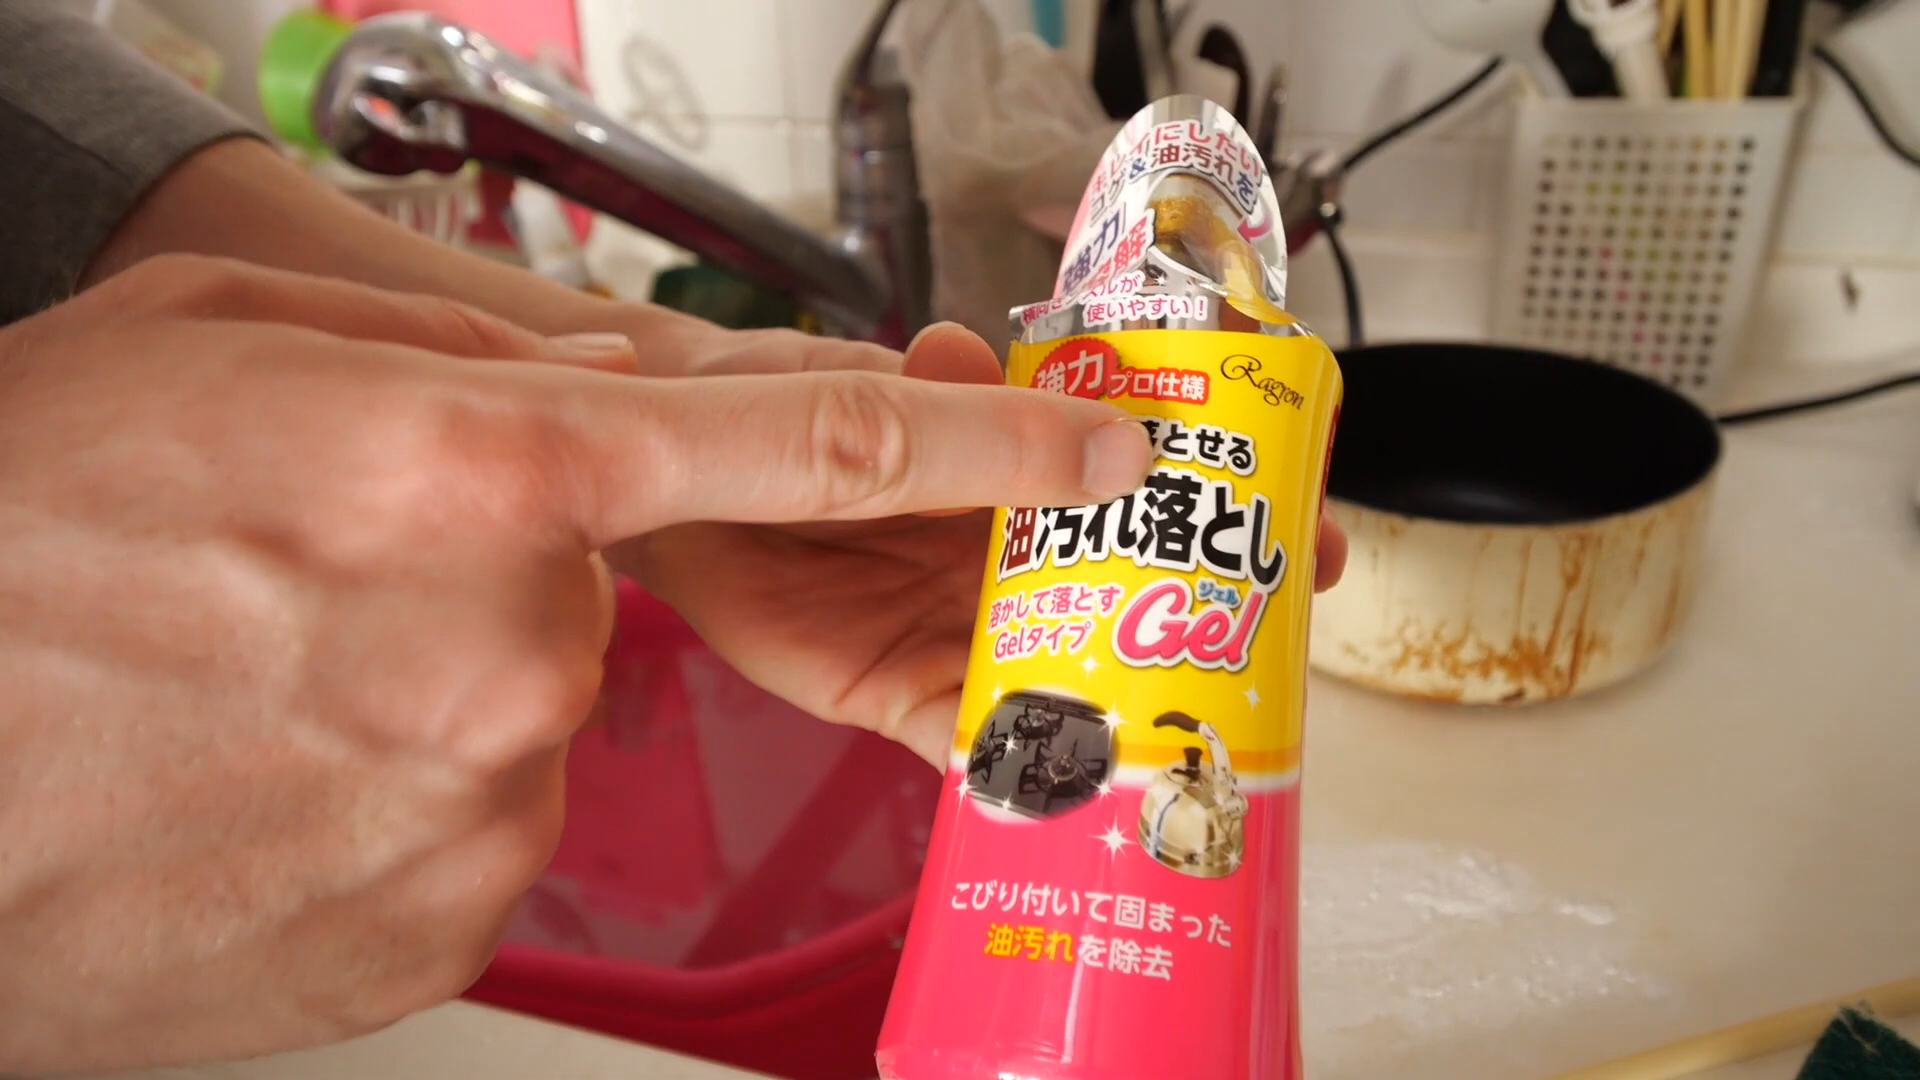 キレイにしたい
コゲ&油汚れを
強力
解
使いやすい!
強力プロ仕様
Ragron
落とせる
油汚れ落とし
溶かして落とす
Gelタイプ
ジェル
Gel
こびり付いて固まった
油汚れを除去